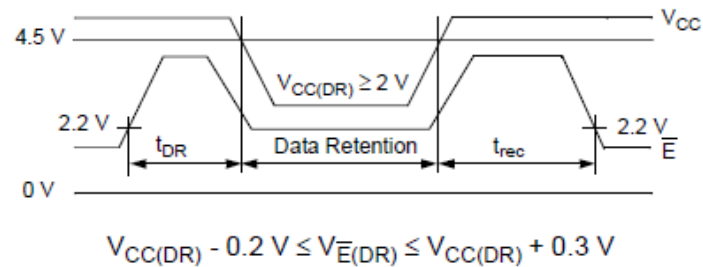 V_CC
4.5 V
V_CC(DR) ≥ 2 V
2.2 V
2.2 V
t_DR
Data Retention
t_rec
E̅
0 V
V_CC(DR) - 0.2 V ≤ V_E̅(DR) ≤ V_CC(DR) + 0.3 V